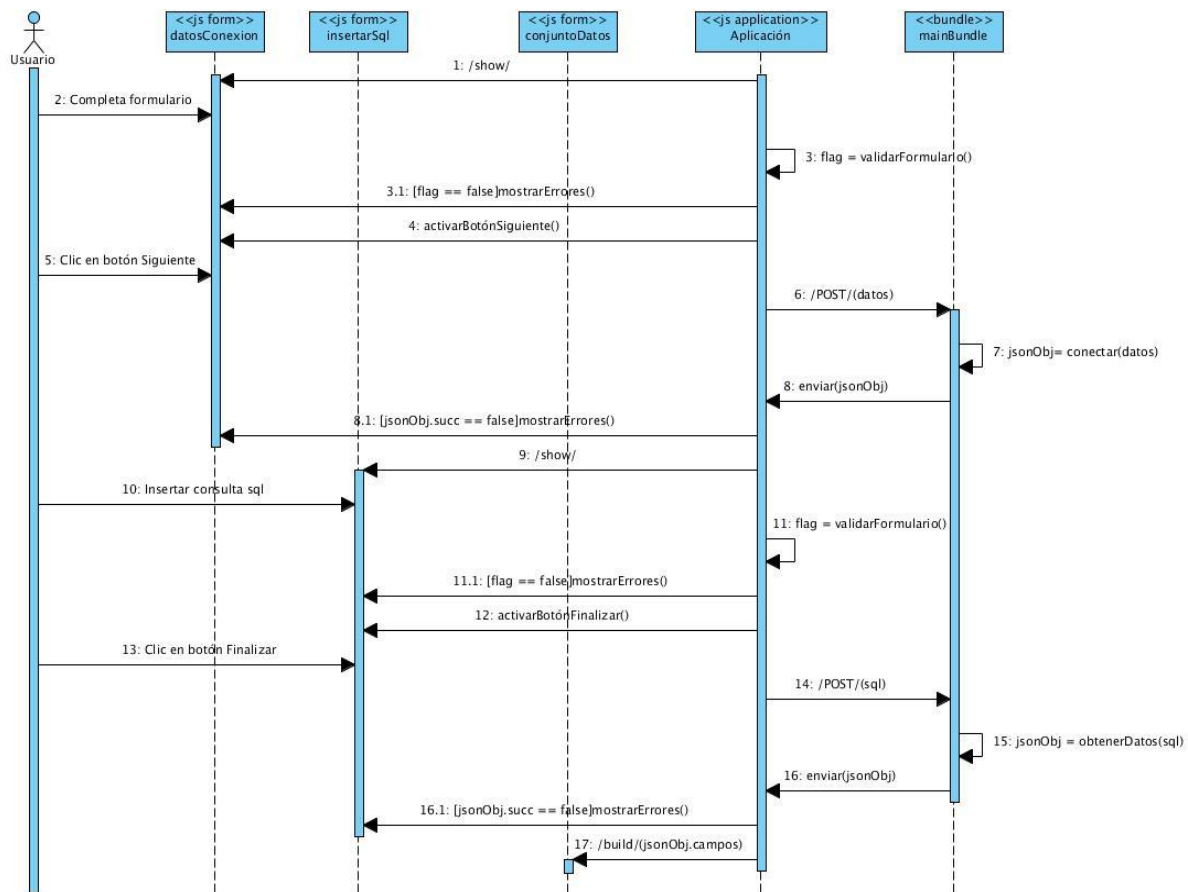 <<js form>>
datosConexion
<<js form>>
insertarSql
<<js form>>
conjuntoDatos
<<js application>>
Aplicación
<<bundle>>
mainBundle
Usuario
1: /show/
2: Completa formulario
3: flag = validarFormulario()
3.1: [flag == false]mostrarErrores()
4: activarBotónSiguiente()
5: Clic en botón Siguiente
6: /POST/(datos)
7: jsonObj= conectar(datos)
8: enviar(jsonObj)
8.1: [jsonObj.succ == false]mostrarErrores()
9: /show/
10: Insertar consulta sql
11: flag = validarFormulario()
11.1: [flag == false]mostrarErrores()
12: activarBotónFinalizar()
13: Clic en botón Finalizar
14: /POST/(sql)
15: jsonObj = obtenerDatos(sql)
16: enviar(jsonObj)
16.1: [jsonObj.succ == false]mostrarErrores()
17: /build/(jsonObj.campos)